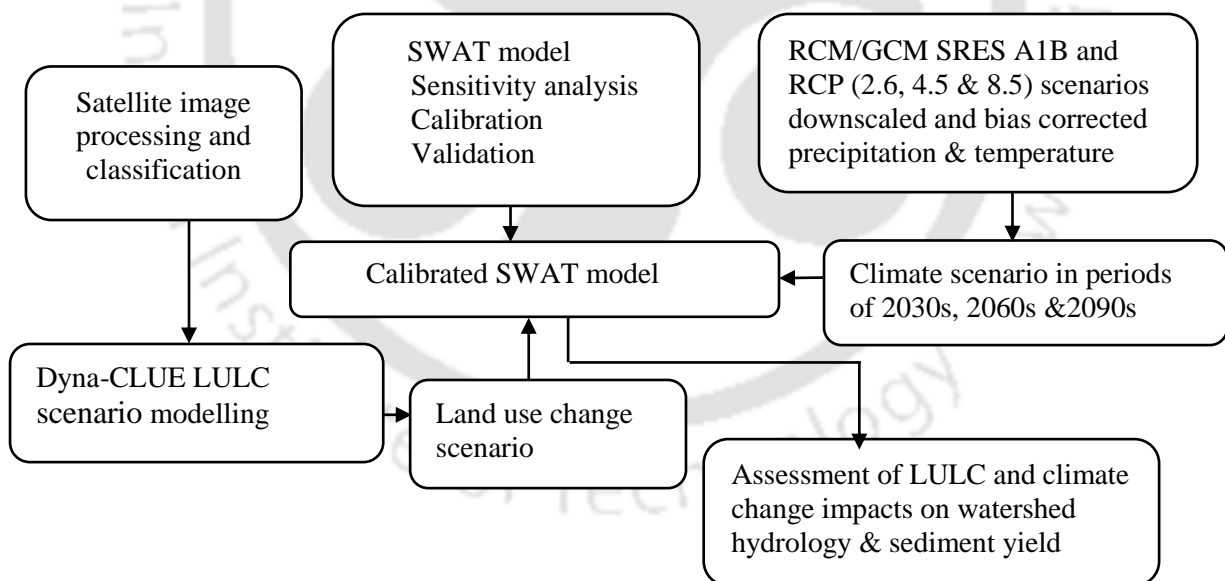 Satellite image
processing and
classification
SWAT model
Sensitivity analysis
Calibration
Validation
RCM/GCM SRES A1B and
RCP (2.6, 4.5 & 8.5) scenarios
downscaled and bias corrected
precipitation & temperature
Calibrated SWAT model
Climate scenario in periods
of 2030s, 2060s &2090s
Dyna-CLUE LULC
scenario modelling
Land use change
scenario
Assessment of LULC and climate
change impacts on watershed
hydrology & sediment yield